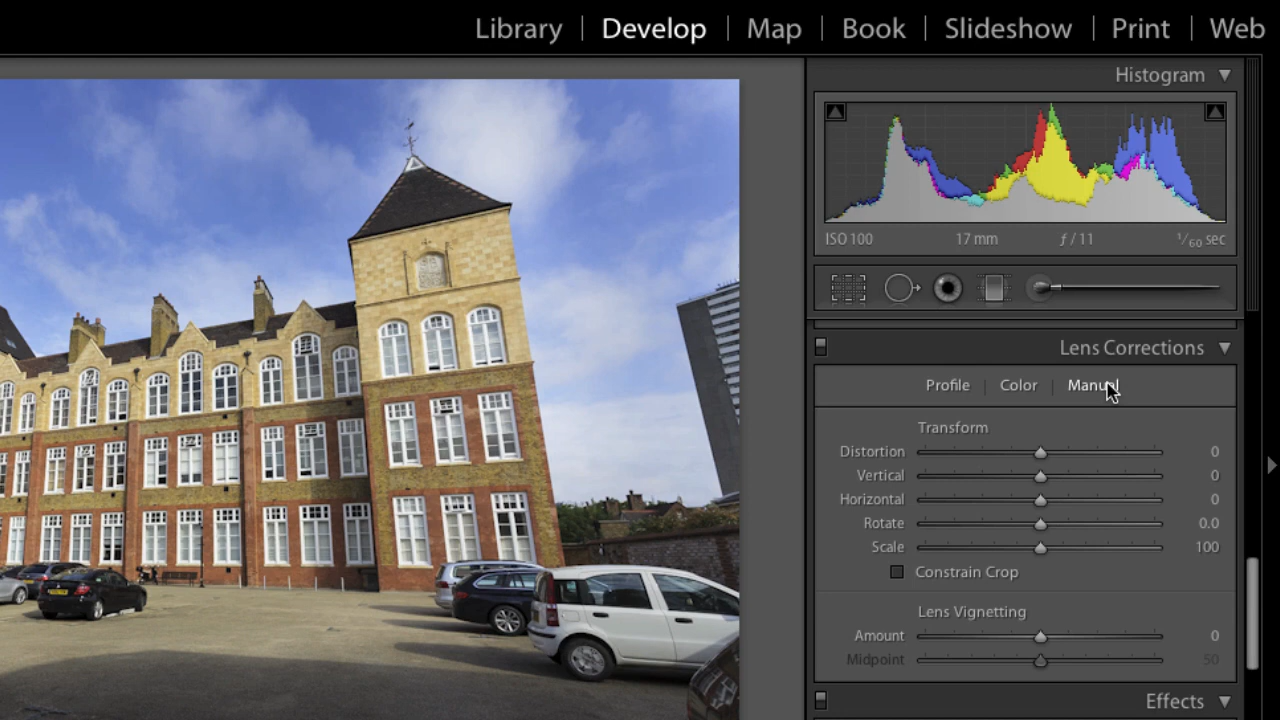 Library | Develop | Map | Book | Slideshow | Print | Web
Histogram
ISO 100 17 mm ƒ / 11 1/60 sec
Lens Corrections
Profile | Color | Manual
Transform
Distortion 0
Vertical 0
Horizontal 0
Rotate 0.0
Scale 100
Constrain Crop
Lens Vignetting
Amount 0
Midpoint 50
Effects